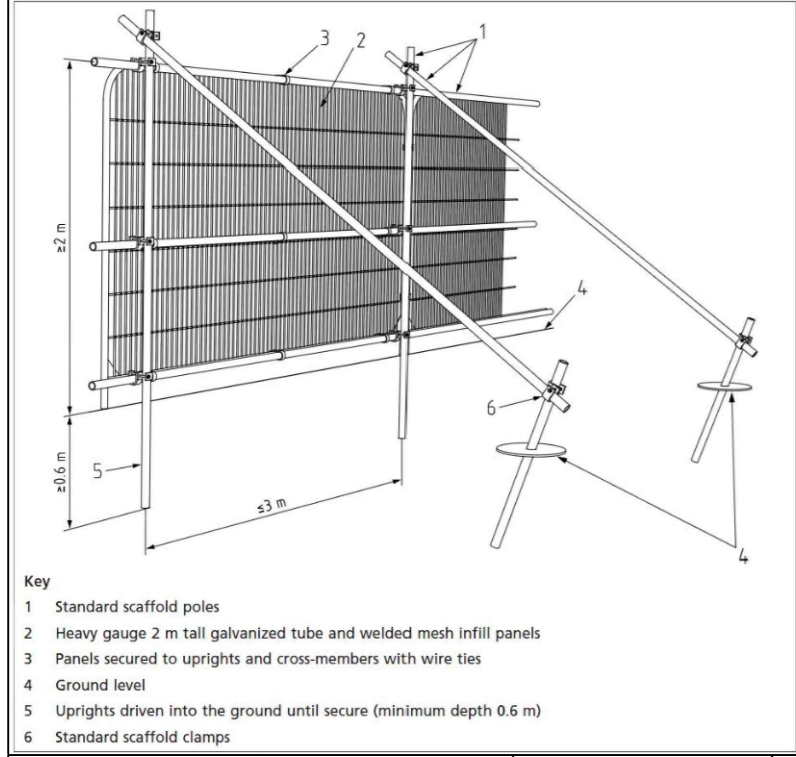 1
3
2
≥2 m
4
6
5
≥0.6 m
≤3 m
4
Key
1 Standard scaffold poles
2 Heavy gauge 2 m tall galvanized tube and welded mesh infill panels
3 Panels secured to uprights and cross-members with wire ties
4 Ground level
5 Uprights driven into the ground until secure (minimum depth 0.6 m)
6 Standard scaffold clamps